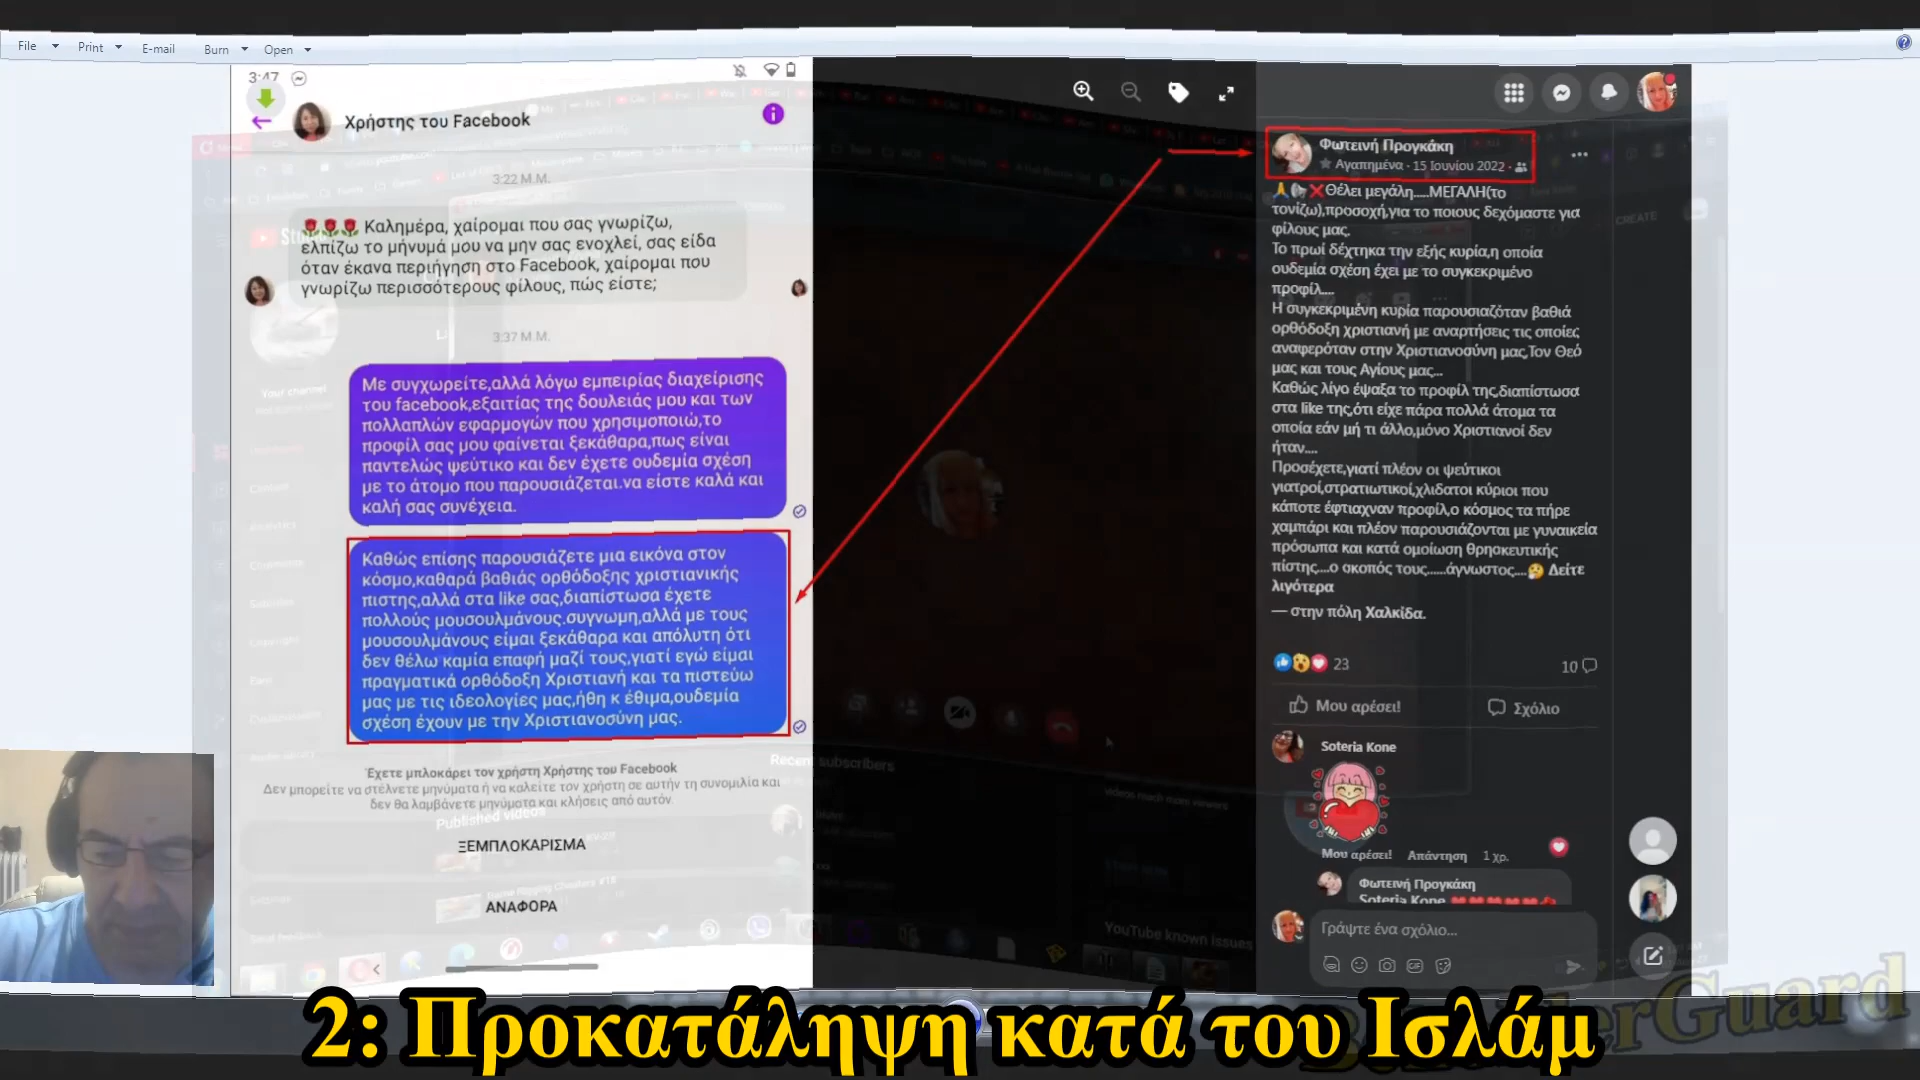 File
Print
E-mail
Burn
Open
3:47
Χρήστης του Facebook
3:22 Μ.Μ.
🌹🌹🌹 Καλημέρα, χαίρομαι που σας γνωρίζω,
ελπίζω το μήνυμά μου να μην σας ενοχλεί, σας είδα
όταν έκανα περιήγηση στο Facebook, χαίρομαι που
γνωρίζω περισσότερους φίλους, πώς είστε;
3:37 Μ.Μ.
Με συγχωρείτε,αλλά λόγω εμπειρίας διαχείρισης
του facebook,εξαιτίας της δουλειάς μου και των
πολλαπλών εφαρμογών που χρησιμοποιώ,το
προφίλ σας μου φαίνεται ξεκάθαρα,πως είναι
παντελώς ψεύτικο και δεν έχετε ουδεμία σχέση
με το άτομο που παρουσιάζεται.να είστε καλά και
καλή σας συνέχεια.
Καθώς επίσης παρουσιάζετε μια εικόνα στον
κόσμο,καθαρά βαθιάς ορθόδοξης χριστιανικής
πιστης,αλλά στα like σας,διαπίστωσα έχετε
πολλούς μουσουλμάνους.συγνωμη,αλλά με τους
μουσουλμάνους είμαι ξεκάθαρα και απόλυτη ότι
δεν θέλω καμία επαφή μαζί τους,γιατί εγώ είμαι
πραγματικά ορθόδοξη Χριστιανή και τα πιστεύω
μας με τις ιδεολογίες μας,ήθη κ έθιμα,ουδεμία
σχέση έχουν με την Χριστιανοσύνη μας.
Έχετε μπλοκάρει τον χρήστη Χρήστης του Facebook
Δεν μπορείτε να στέλνετε μηνύματα ή να καλείτε τον χρήστη σε αυτήν τη συνομιλία και
δεν θα λαμβάνετε μηνύματα και κλήσεις από αυτόν.
Published videos
ΞΕΜΠΛΟΚΑΡΙΣΜΑ
ΑΝΑΦΟΡΑ
Recent subscribers
YouTube known issues
CREATE
Your channel
Φωτεινή Προγκάκη
Αγαπημένα · 15 Ιουνίου 2022 ·
🙏❌Θέλει μεγάλη.....ΜΕΓΑΛΗ(το
τονίζω),προσοχή,για το ποιους δεχόμαστε για
φίλους μας.
Το πρωί δέχτηκα την εξής κυρία,η οποία
ουδεμία σχέση έχει με το συγκεκριμένο
προφίλ....
Η συγκεκριμένη κυρία παρουσιαζόταν βαθιά
ορθόδοξη χριστιανή με αναρτήσεις τις οποίες,
αναφερόταν στην Χριστιανοσύνη μας,Τον Θεό
μας και τους Αγίους μας...
Καθώς λίγο έψαξα το προφίλ της,διαπίστωσα
στα like της,ότι είχε πάρα πολλά άτομα τα
οποία εάν μή τι άλλο,μόνο Χριστιανοί δεν
ήταν....
Προσέχετε,γιατί πλέον οι ψεύτικοι
γιατροί,στρατιωτικοί,χλιδατοι κύριοι που
κάποτε έφτιαχναν προφίλ,ο κόσμος τα πήρε
χαμπάρι και πλέον παρουσιάζονται με γυναικεία
πρόσωπα και κατά ομοίωση θρησκευτικής
πίστης....ο σκοπός τους......άγνωστος....🤔 Δείτε
λιγότερα
— στην πόλη Χαλκίδα.
23
10
Μου αρέσει!
Σχόλιο
Soteria Kone
Μου αρέσει! Απάντηση 1 χρ.
Φωτεινή Προγκάκη
Soteria Kone
Γράψτε ένα σχόλιο...
2: Προκατάληψη κατά του Ισλάμ